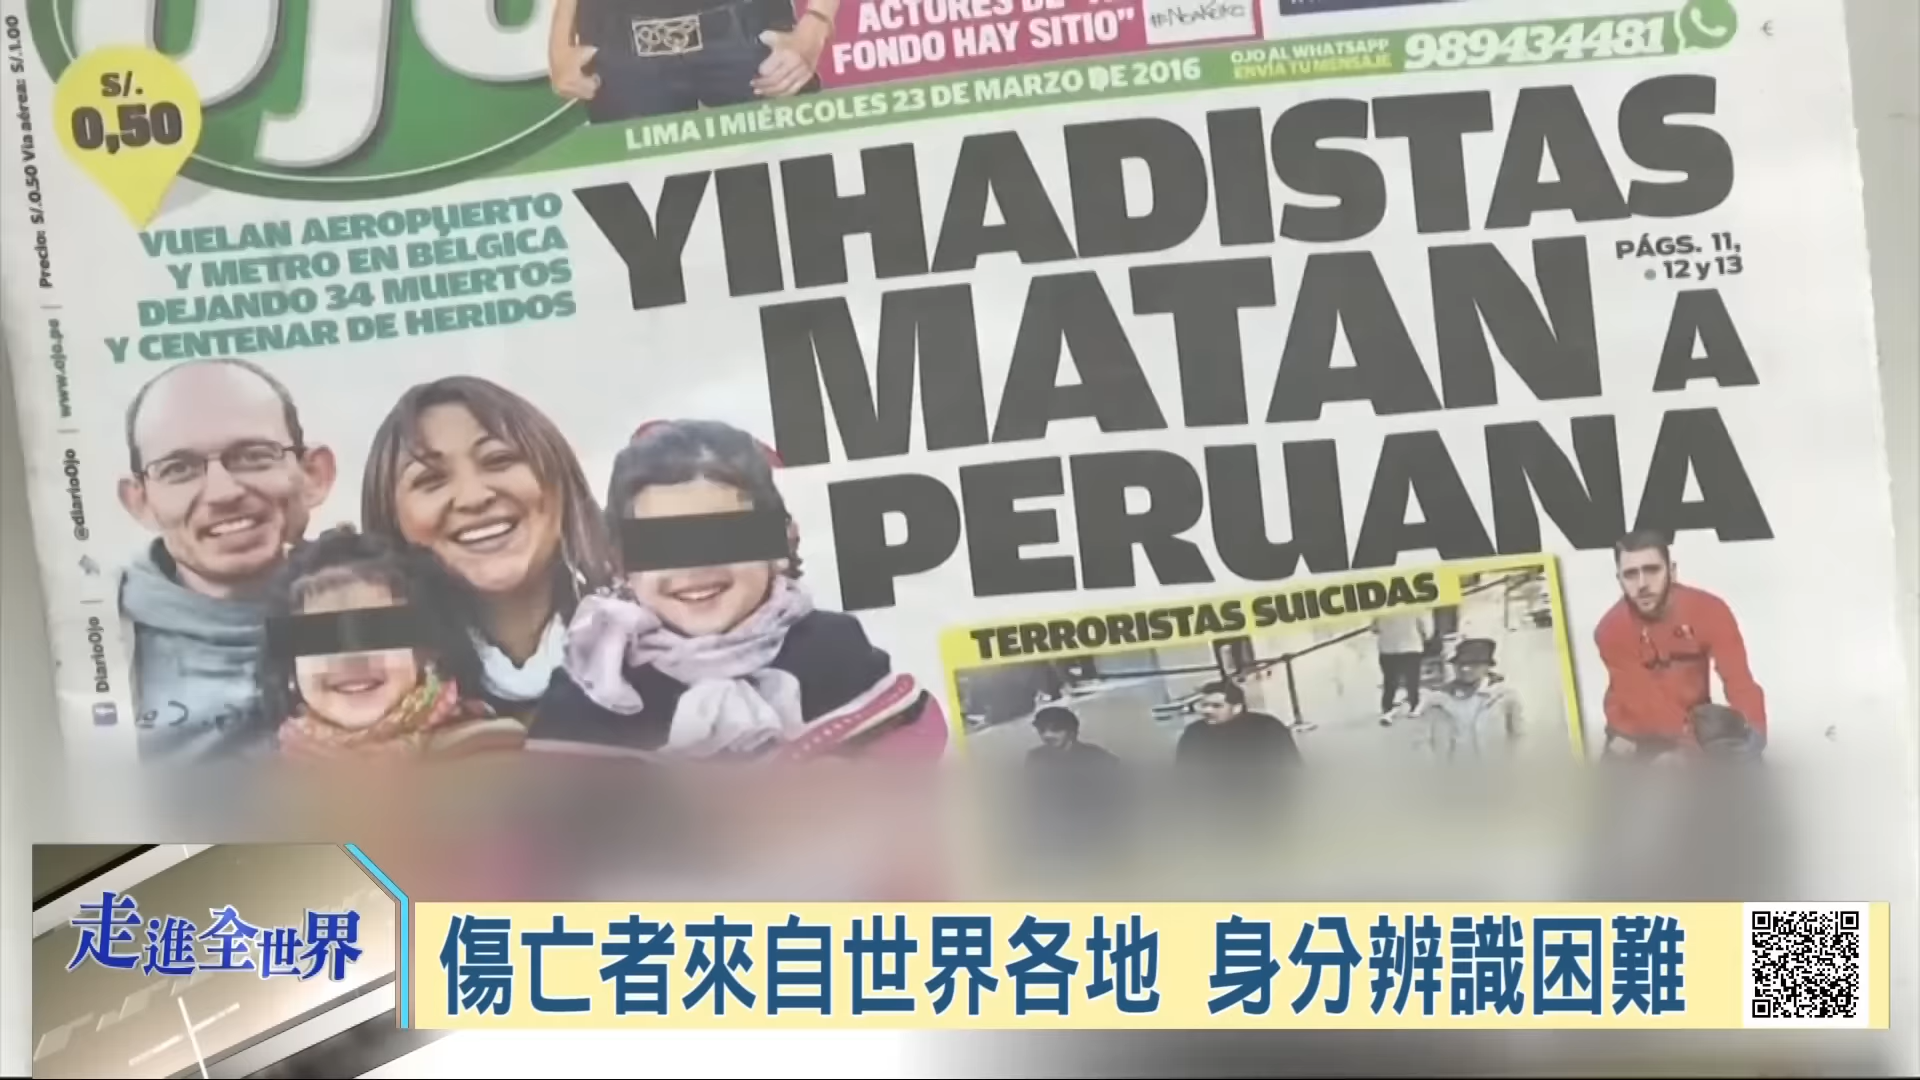 ojo
ACTORES DE
FONDO HAY SITIO"
S/.
0,50
OJO AL WHATSAPP
ENVÍA TU MENSAJE
989434481
LIMA I MIÉRCOLES 23 DE MARZO DE 2016
VUELAN AEROPUERTO
Y METRO EN BÉLGICA
DEJANDO 34 MUERTOS
Y CENTENAR DE HERIDOS
YIHADISTAS
MATAN A
PERUANA
PÁGS. 11,
12 y 13
TERRORISTAS SUICIDAS
Precio: S/.0.50 Vía aérea: S/.1.00
www.ojo.pe
@diarioOjo
DiarioOjo
走進全世界
傷亡者來自世界各地 身分辨識困難